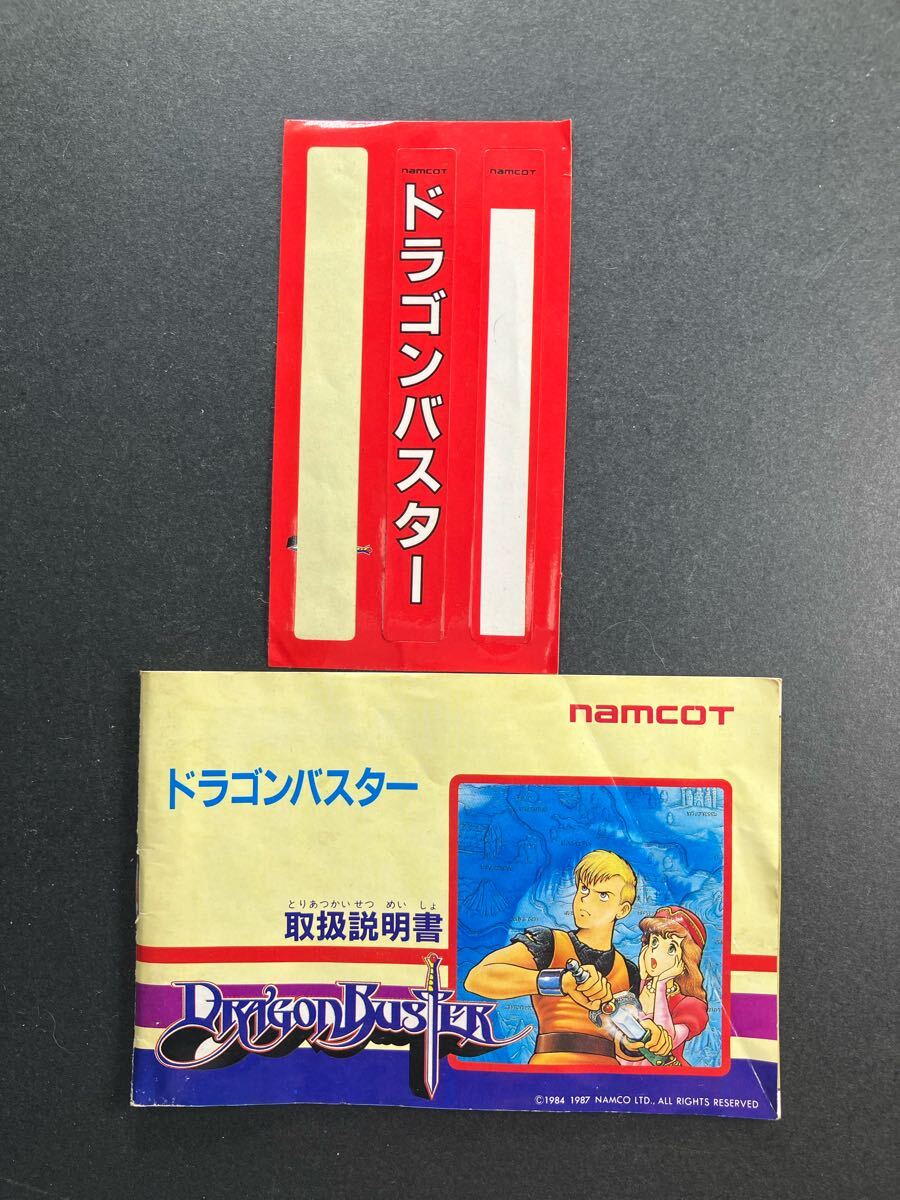 namcoT
ドラゴンバスター
namcoT
namcoT
ドラゴンバスター
とりあつかいせつ めい しょ
取扱説明書
DRAGON BUSTER
©1984 1987 NAMCO LTD., ALL RIGHTS RESERVED